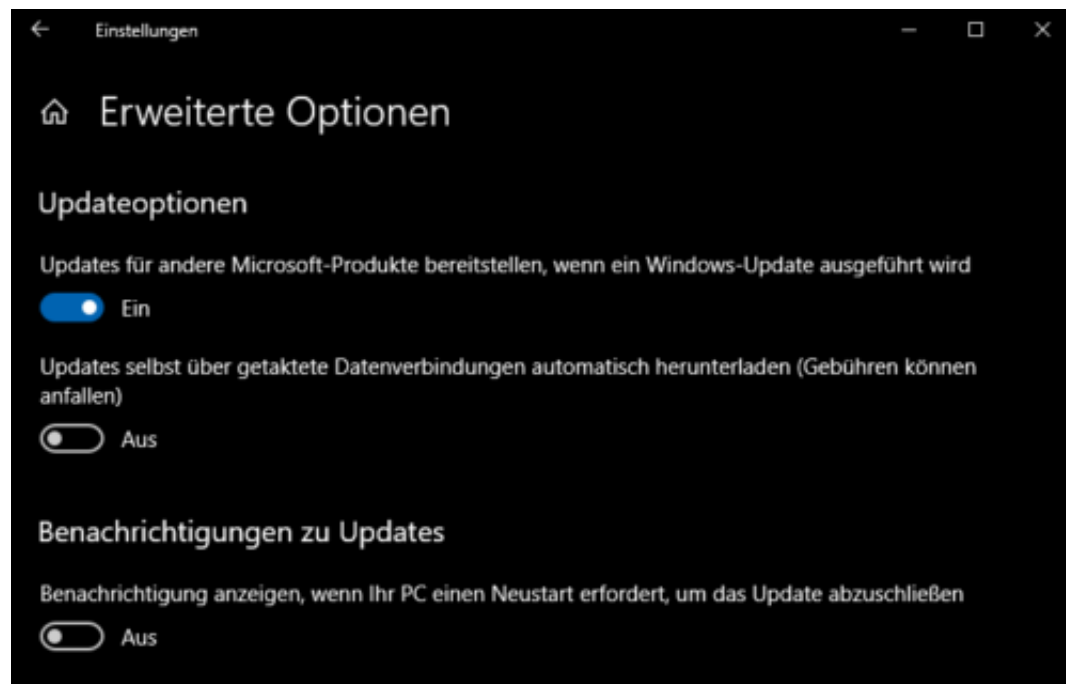 Einstellungen
Erweiterte Optionen
Updateoptionen
Updates für andere Microsoft-Produkte bereitstellen, wenn ein Windows-Update ausgeführt wird
Ein
Updates selbst über getaktete Datenverbindungen automatisch herunterladen (Gebühren können
anfallen)
Aus
Benachrichtigungen zu Updates
Benachrichtigung anzeigen, wenn Ihr PC einen Neustart erfordert, um das Update abzuschließen
Aus